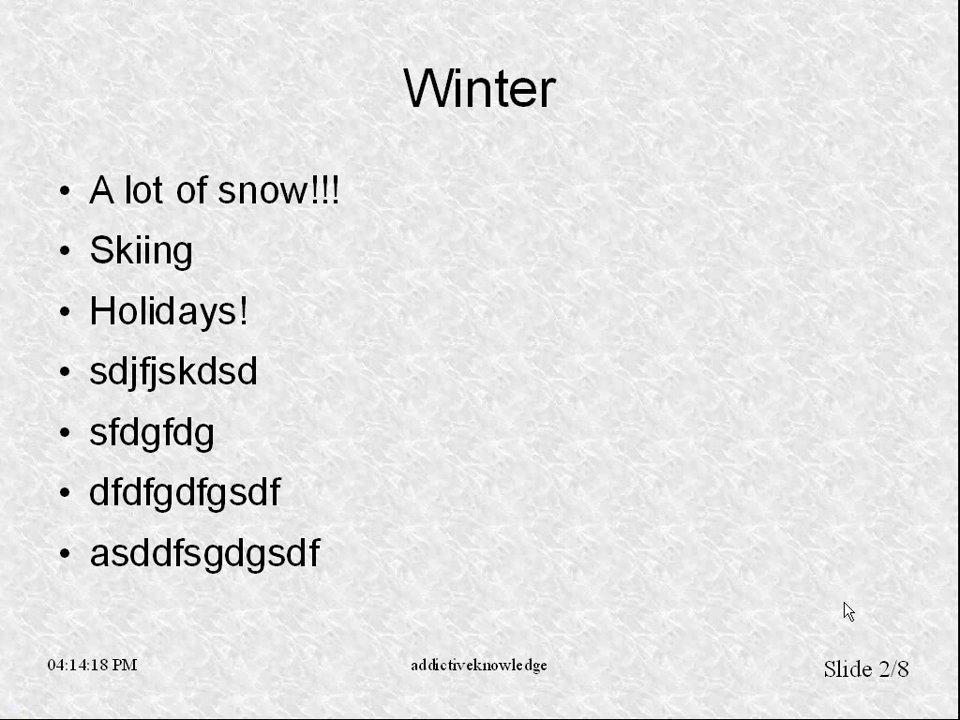 Winter
• A lot of snow!!!
• Skiing
• Holidays!
• sdjfjskdsd
• sfdgfdg
• dfdfgdfgsdf
• asddfsgdgsdf
04:14:18 PM addictiveknowledge Slide 2/8